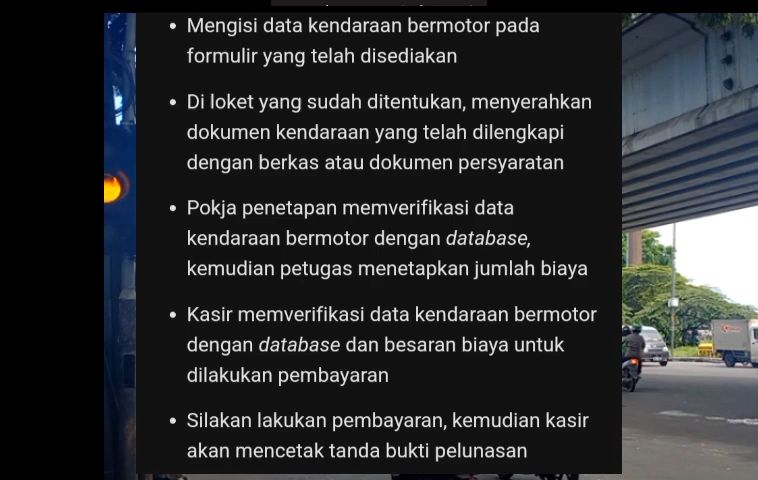 • Mengisi data kendaraan bermotor pada
formulir yang telah disediakan
• Di loket yang sudah ditentukan, menyerahkan
dokumen kendaraan yang telah dilengkapi
dengan berkas atau dokumen persyaratan
• Pokja penetapan memverifikasi data
kendaraan bermotor dengan database,
kemudian petugas menetapkan jumlah biaya
• Kasir memverifikasi data kendaraan bermotor
dengan database dan besaran biaya untuk
dilakukan pembayaran
• Silakan lakukan pembayaran, kemudian kasir
akan mencetak tanda bukti pelunasan